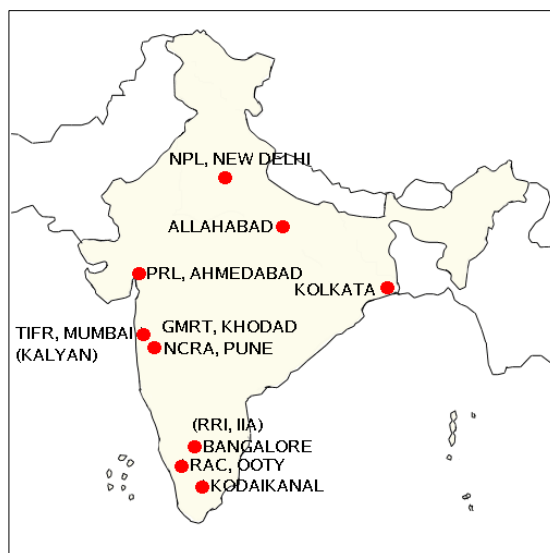 NPL, NEW DELHI
ALLAHABAD
PRL, AHMEDABAD
KOLKATA
TIFR, MUMBAI
(KALYAN)
GMRT, KHODAD
NCRA, PUNE
(RRI, IIA)
BANGALORE
RAC, OOTY
KODAIKANAL